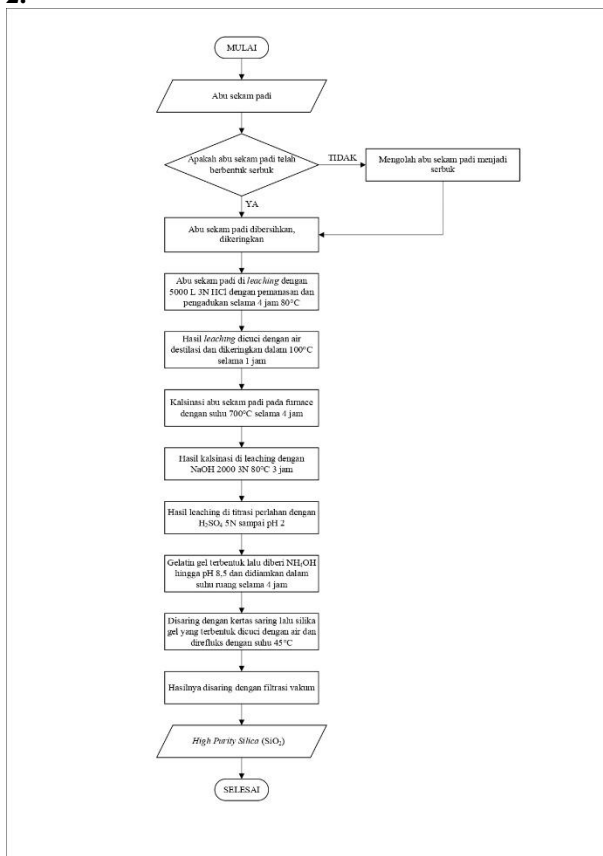 2.
MULAI
Abu sekam padi
Apakah abu sekam padi telah
berbentuk serbuk
TIDAK
Mengolah abu sekam padi menjadi
serbuk
YA
Abu sekam padi dibersihkan,
dikeringkan
Abu sekam padi di leaching dengan
5000 L 3N HCl dengan pemanasan dan
pengadukan selama 4 jam 80°C
Hasil leaching dicuci dengan air
destilasi dan dikeringkan dalam 100°C
selama 1 jam
Kalsinasi abu sekam padi pada furnace
dengan suhu 700°C selama 4 jam
Hasil kalsinasi di leaching dengan
NaOH 2000 3N 80°C 3 jam
Hasil leaching di titrasi perlahan dengan
H₂SO₄ 5N sampai pH 2
Gelatin gel terbentuk lalu diberi NH₄OH
hingga pH 8,5 dan didiamkan dalam
suhu ruang selama 4 jam
Disaring dengan kertas saring lalu silika
gel yang terbentuk dicuci dengan air dan
direfluks dengan suhu 45°C
Hasilnya disaring dengan filtrasi vakum
High Purity Silica (SiO₂)
SELESAI